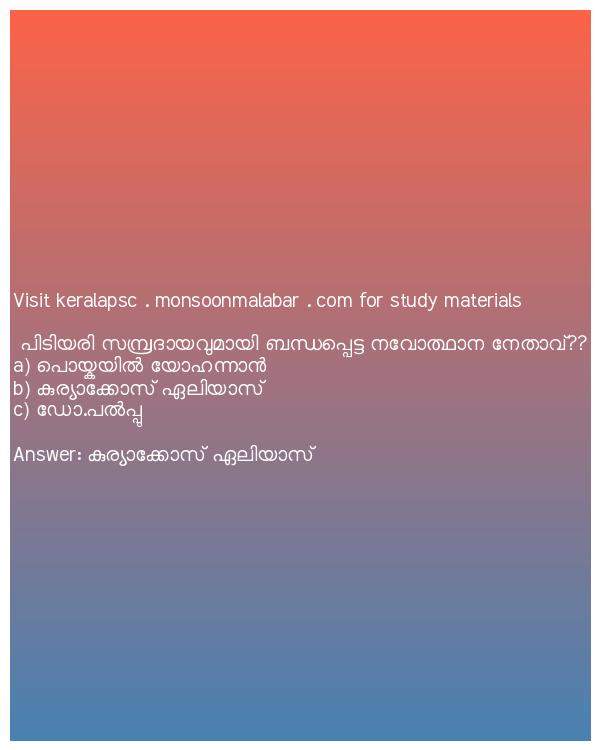 Visit keralapsc . monsoonmalabar . com for study materials
പിടിയരി സമ്പ്രദായവുമായി ബന്ധപ്പെട്ട നവോത്ഥാന നേതാവ്??
a) പൊയ്കയിൽ യോഹന്നാൻ
b) കുര്യാക്കോസ് ഏലിയാസ്
c) ഡോ.പൽപ്പു
Answer: കുര്യാക്കോസ് ഏലിയാസ്